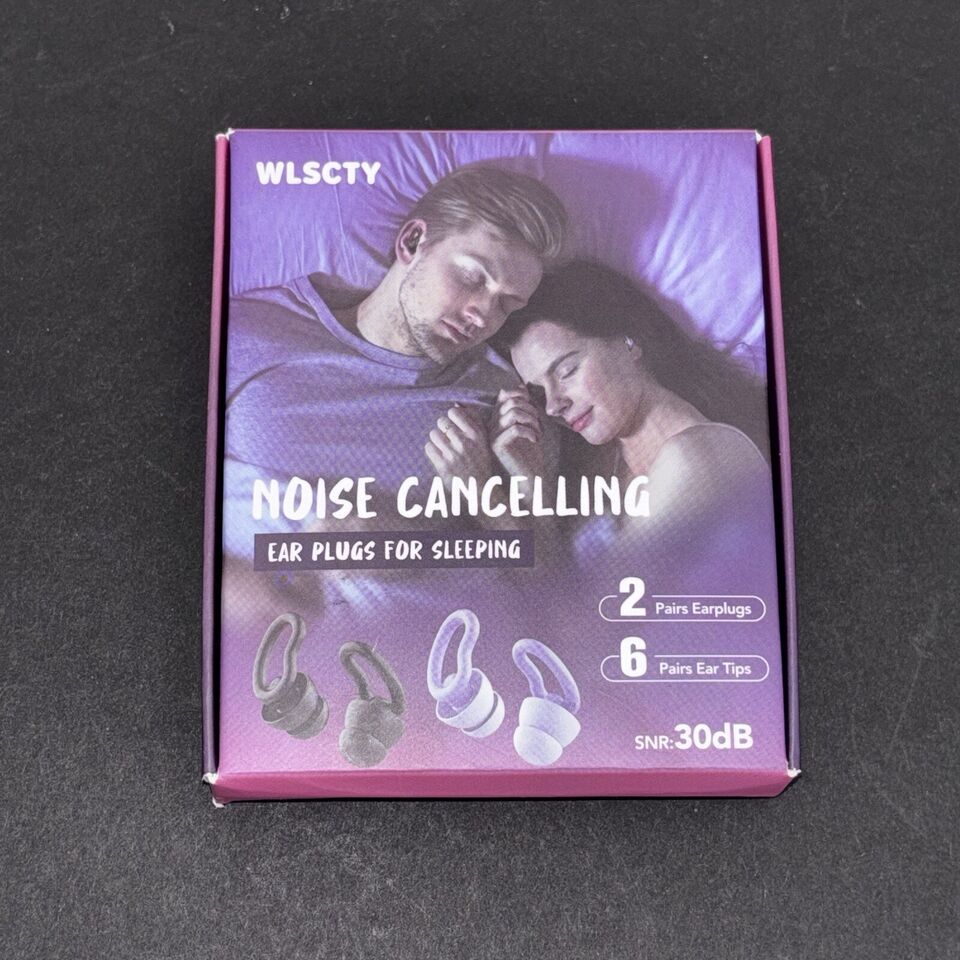 WLSCTY
NOISE CANCELLING
EAR PLUGS FOR SLEEPING
2 Pairs Earplugs
6 Pairs Ear Tips
SNR:30dB